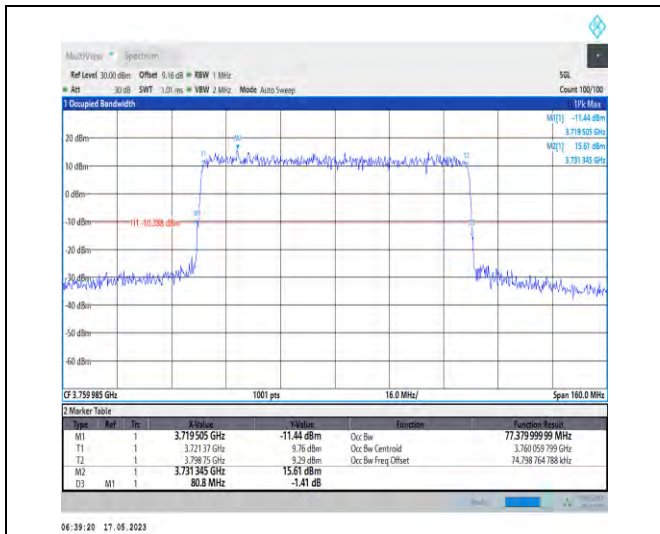 MultiView Spectrum
Ref Level 30.00 dBm Offset 9.16 dB RBW 1 MHz SGL
Att 30 dB SWT 1.01 ms VBW 2 MHz Mode Auto Sweep Count 100/100
1 Occupied Bandwidth 1Pk Max
M1[1] -11.44 dBm
3.719 505 GHz
M2[1] 15.61 dBm
3.731 345 GHz
20 dBm
M2
T1 T2
10 dBm
0 dBm
M1
-10 dBm
H1 -10.388 dBm
D3
-20 dBm
-30 dBm
-40 dBm
-50 dBm
-60 dBm
CF 3.759 985 GHz 1001 pts 16.0 MHz/ Span 160.0 MHz
2 Marker Table
Type Ref Trc X-Value Y-Value Function Function Result
M1 1 3.719 505 GHz -11.44 dBm Occ Bw 77.379 999 99 MHz
T1 1 3.721 37 GHz 9.76 dBm Occ Bw Centroid 3.760 059 799 GHz
T2 1 3.798 75 GHz 9.29 dBm Occ Bw Freq Offset 74.798 764 788 kHz
M2 1 3.731 345 GHz 15.61 dBm
D3 M1 1 80.8 MHz -1.41 dB
06:39:20 17.05.2023